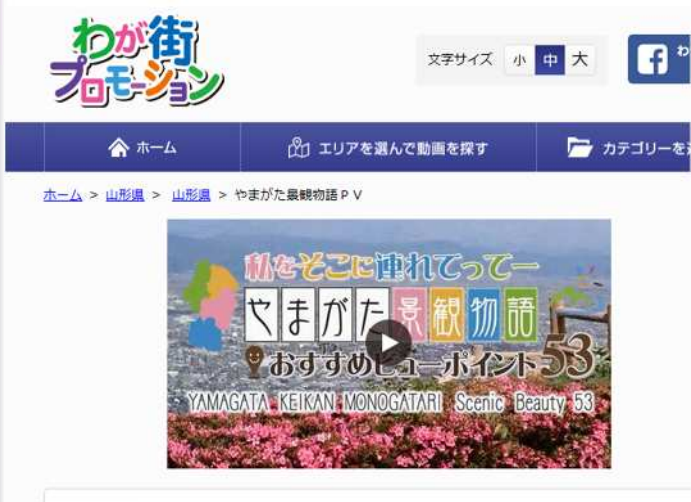 わが街
プロモーション
文字サイズ 小 中 大
ホーム
エリアを選んで動画を探す
カテゴリーを
ホーム > 山形県 > 山形県 > やまがた景観物語ＰＶ
私をそこに連れてってー
やまがた景観物語
おすすめビューポイント53
YAMAGATA KEIKAN MONOGATARI Scenic Beauty 53